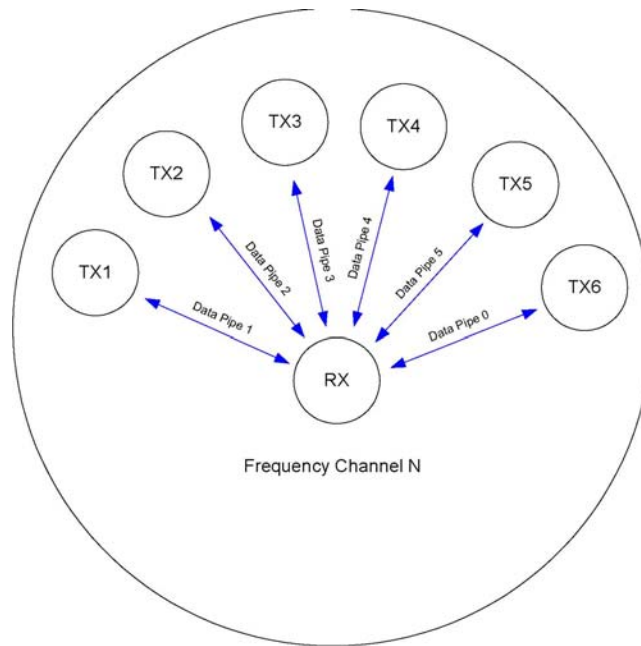 TX3
TX4
TX2
TX5
TX1
TX6
Data Pipe 1
Data Pipe 2
Data Pipe 3
Data Pipe 4
Data Pipe 5
Data Pipe 0
RX
Frequency Channel N